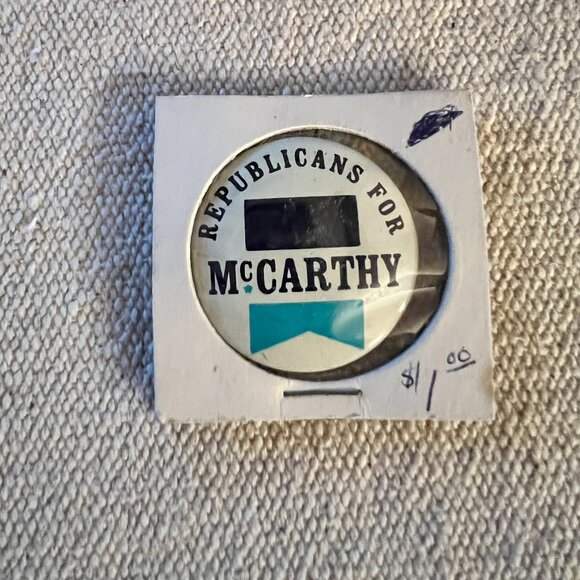 REPUBLICANS FOR
McCARTHY
$1.00